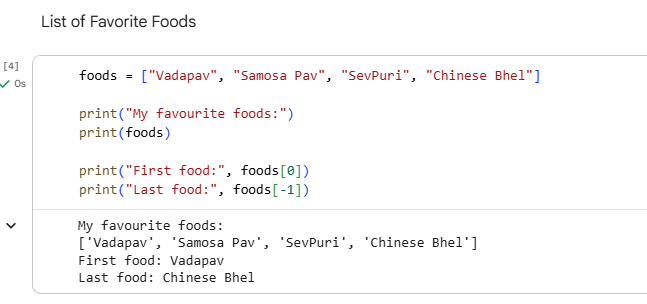 List of Favorite Foods
[4]
0s
foods = ["Vadapav", "Samosa Pav", "SevPuri", "Chinese Bhel"]
print("My favourite foods:")
print(foods)
print("First food:", foods[0])
print("Last food:", foods[-1])
My favourite foods:
['Vadapav', 'Samosa Pav', 'SevPuri', 'Chinese Bhel']
First food: Vadapav
Last food: Chinese Bhel